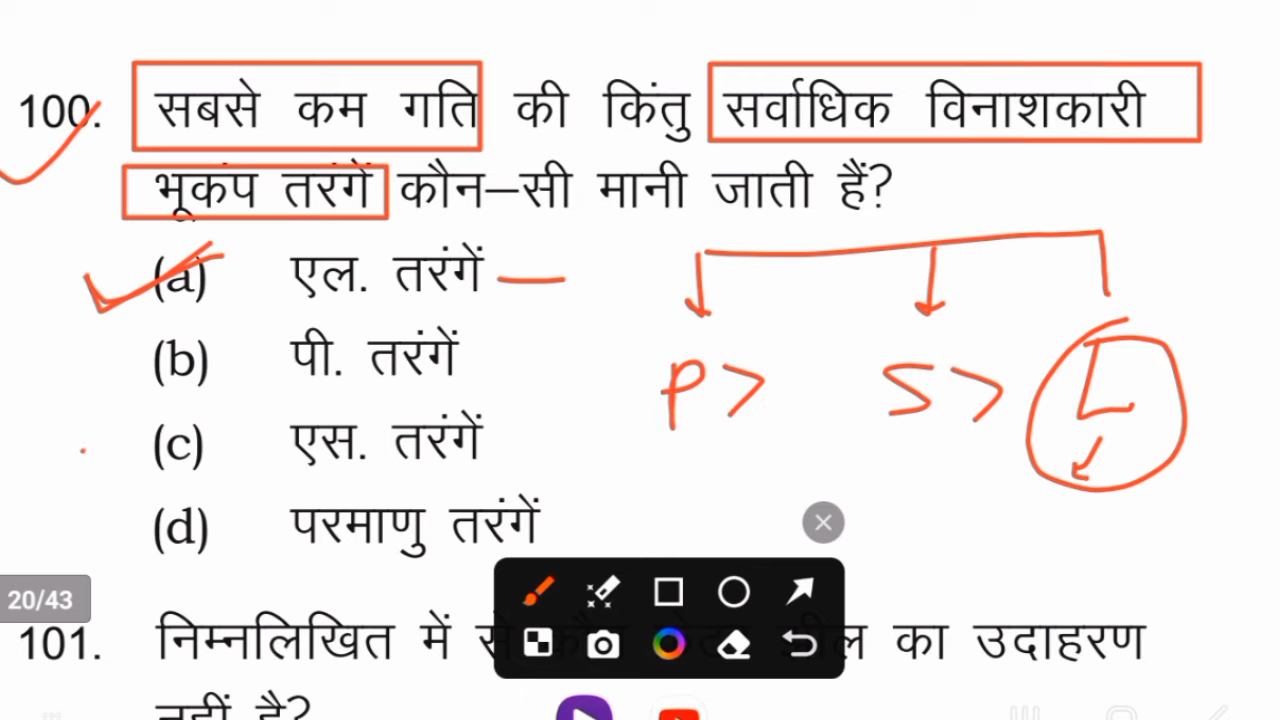 100. सबसे कम गति की किंतु सर्वाधिक विनाशकारी
भूकंप तरंगें कौन–सी मानी जाती हैं?
(a) एल. तरंगें
P > S > L
(b) पी. तरंगें
(c) एस. तरंगें
(d) परमाणु तरंगें
20/43
101. निम्नलिखित में से का उदाहरण
नहीं है?